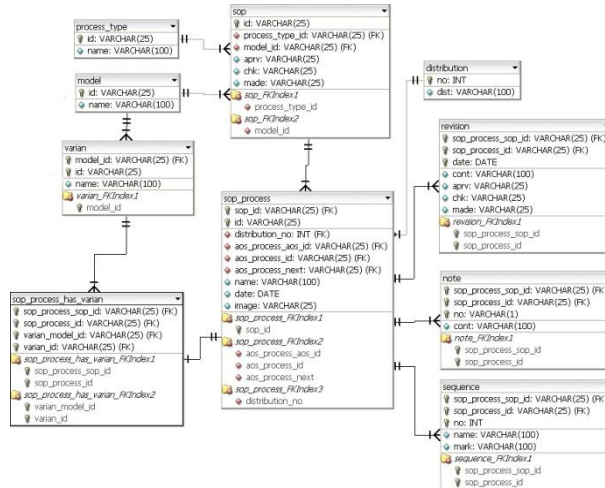 process_type
id: VARCHAR(25)
name: VARCHAR(100)
model
id: VARCHAR(25)
name: VARCHAR(100)
varian
model_id: VARCHAR(25) (FK)
id: VARCHAR(25)
name: VARCHAR(100)
varian_FKIndex1
model_id
sop_process_has_varian
sop_process_sop_id: VARCHAR(25) (FK)
sop_process_id: VARCHAR(25) (FK)
varian_model_id: VARCHAR(25) (FK)
varian_id: VARCHAR(25) (FK)
sop_process_has_varian_FKIndex1
sop_process_sop_id
sop_process_id
sop_process_has_varian_FKIndex2
varian_model_id
varian_id
sop
id: VARCHAR(25)
process_type_id: VARCHAR(25) (FK)
model_id: VARCHAR(25) (FK)
aprv: VARCHAR(25)
chk: VARCHAR(25)
made: VARCHAR(25)
sop_FKIndex1
process_type_id
sop_FKIndex2
model_id
sop_process
sop_id: VARCHAR(25) (FK)
id: VARCHAR(25)
distribution_no: INT (FK)
aos_process_aos_id: VARCHAR(25) (FK)
aos_process_id: VARCHAR(25) (FK)
aos_process_next: VARCHAR(25) (FK)
name: VARCHAR(100)
date: DATE
image: VARCHAR(25)
sop_process_FKIndex1
sop_id
sop_process_FKIndex2
aos_process_aos_id
aos_process_id
aos_process_next
sop_process_FKIndex3
distribution_no
distribution
no: INT
dist: VARCHAR(100)
revision
sop_process_sop_id: VARCHAR(25) (FK)
sop_process_id: VARCHAR(25) (FK)
date: DATE
cont: VARCHAR(100)
aprv: VARCHAR(25)
chk: VARCHAR(25)
made: VARCHAR(25)
revision_FKIndex1
sop_process_sop_id
sop_process_id
note
sop_process_sop_id: VARCHAR(25) (FK)
sop_process_id: VARCHAR(25) (FK)
no: VARCHAR(1)
cont: VARCHAR(100)
note_FKIndex1
sop_process_sop_id
sop_process_id
sequence
sop_process_sop_id: VARCHAR(25) (FK)
sop_process_id: VARCHAR(25) (FK)
no: INT
name: VARCHAR(100)
mark: VARCHAR(100)
sequence_FKIndex1
sop_process_sop_id
sop_process_id